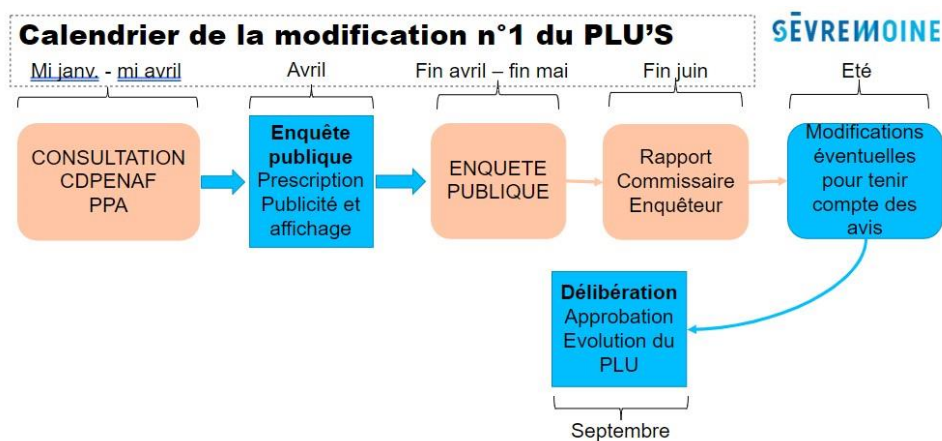 Calendrier de la modification n°1 du PLU'S
SÈVREMOINE
Mi janv. - mi avril
Avril
Fin avril – fin mai
Fin juin
Eté
CONSULTATION
CDPENAF
PPA
Enquête
publique
Prescription
Publicité et
affichage
ENQUETE
PUBLIQUE
Rapport
Commissaire
Enquêteur
Modifications
éventuelles
pour tenir
compte des
avis
Délibération
Approbation
Evolution du
PLU
Septembre